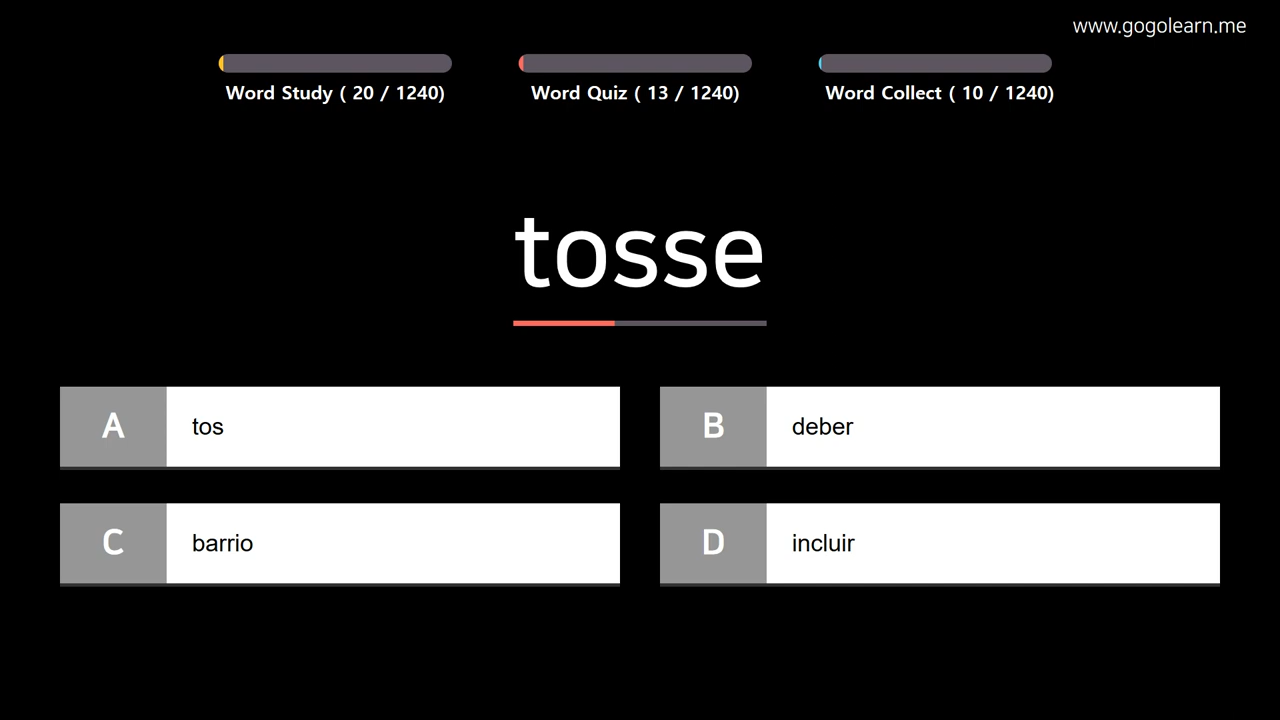 www.gogolearn.me
Word Study ( 20 / 1240)
Word Quiz ( 13 / 1240)
Word Collect ( 10 / 1240)
tosse
A tos
B deber
C barrio
D incluir